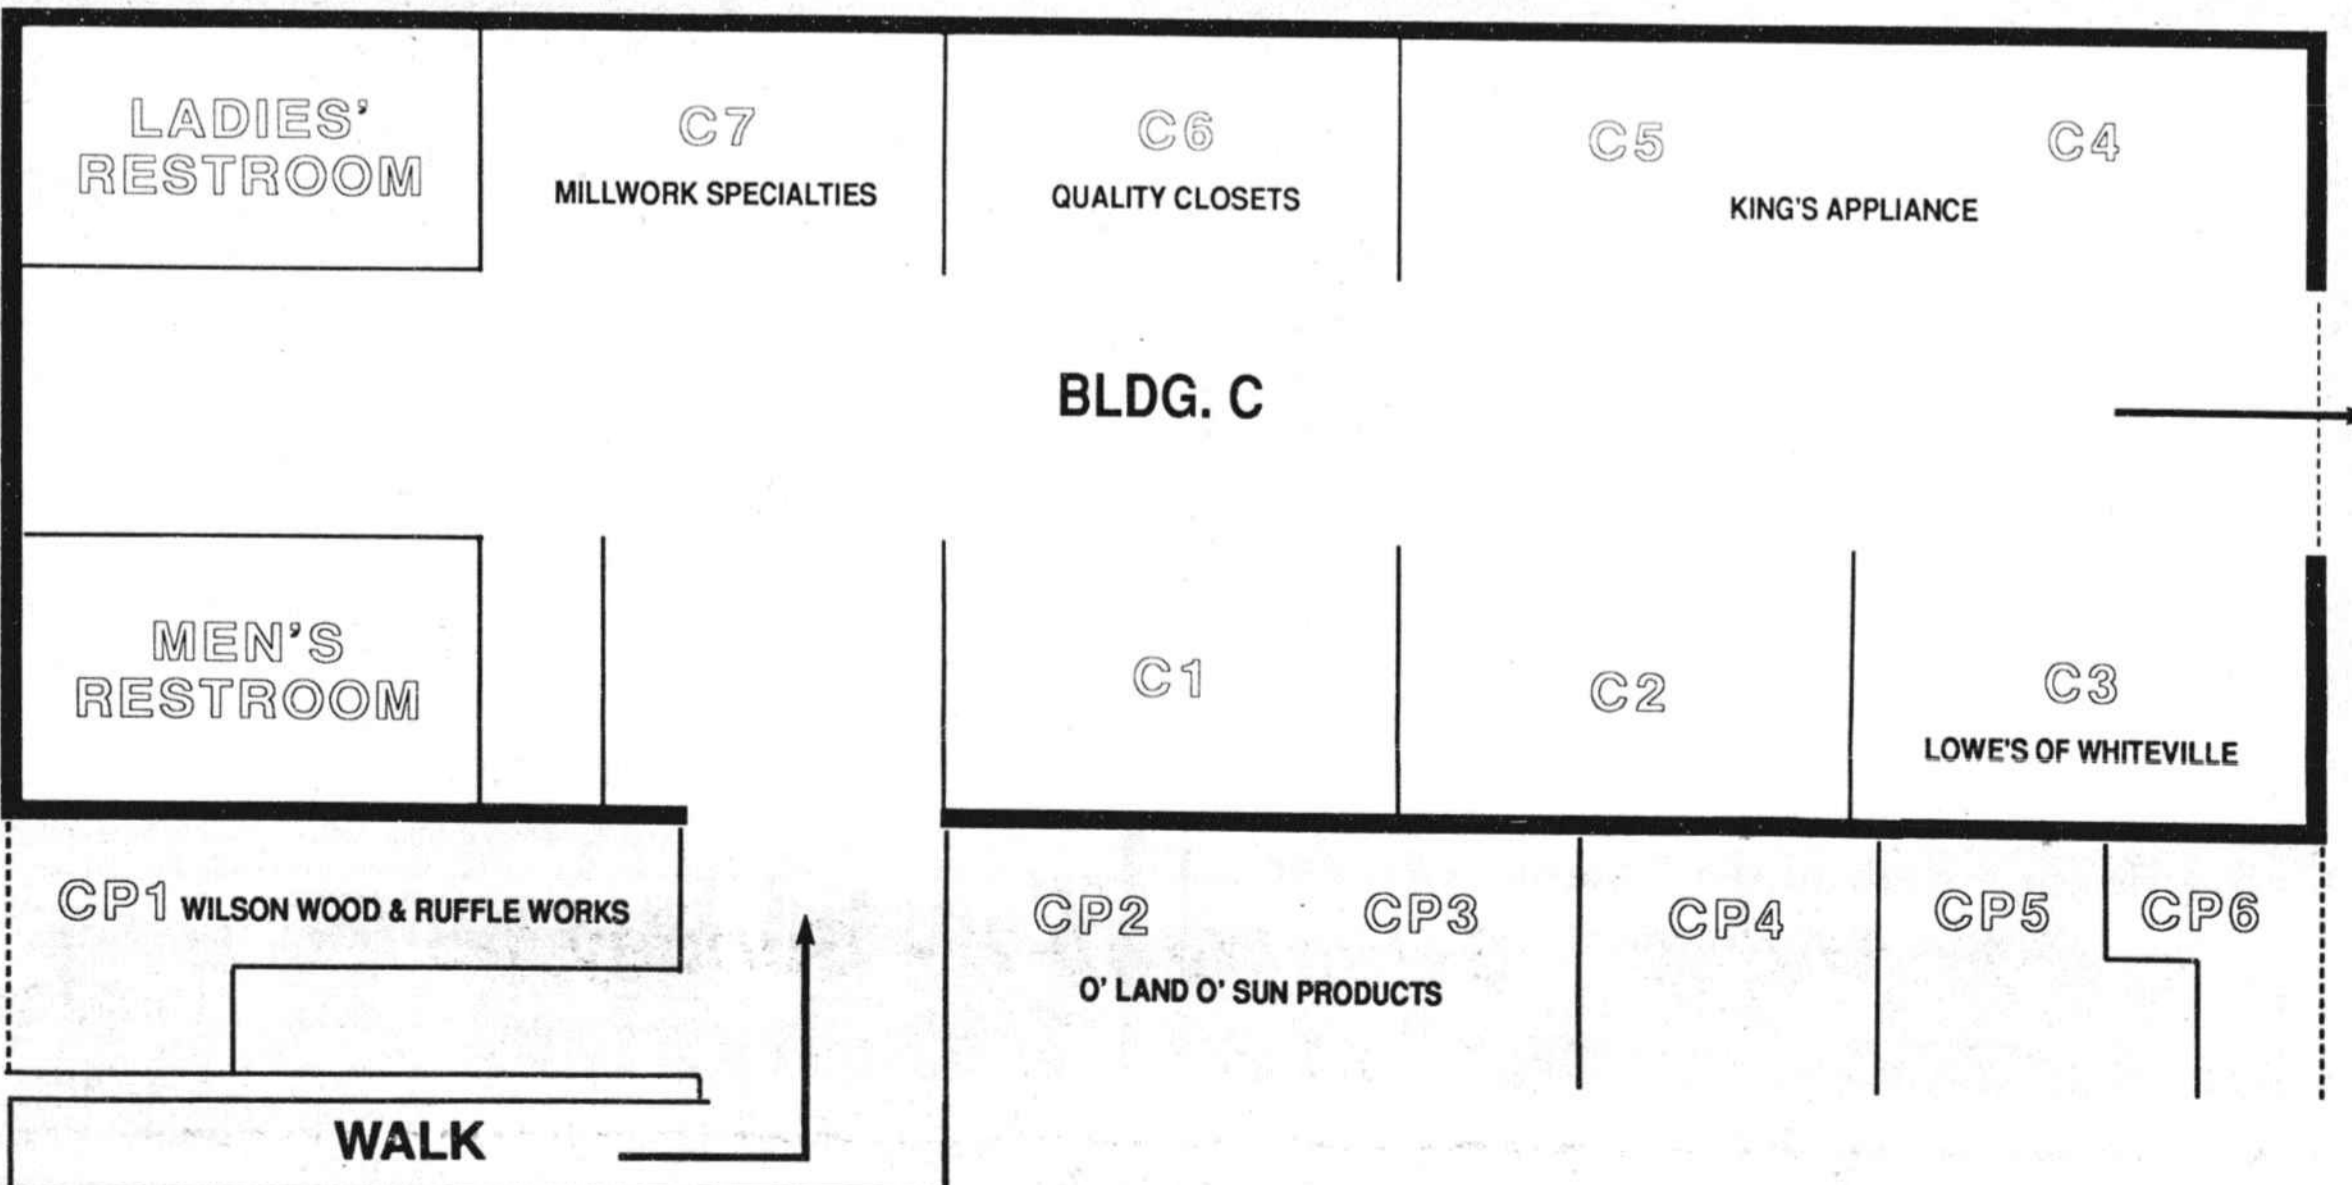 LADIES'
RESTROOM
C7
MILLWORK SPECIALTIES
C6
QUALITY CLOSETS
C5
C4
KING'S APPLIANCE
BLDG. C
MEN'S
RESTROOM
C1
C2
C3
LOWE'S OF WHITEVILLE
CP1 WILSON WOOD & RUFFLE WORKS
CP2
CP3
O' LAND O' SUN PRODUCTS
CP4
CP5
CP6
WALK